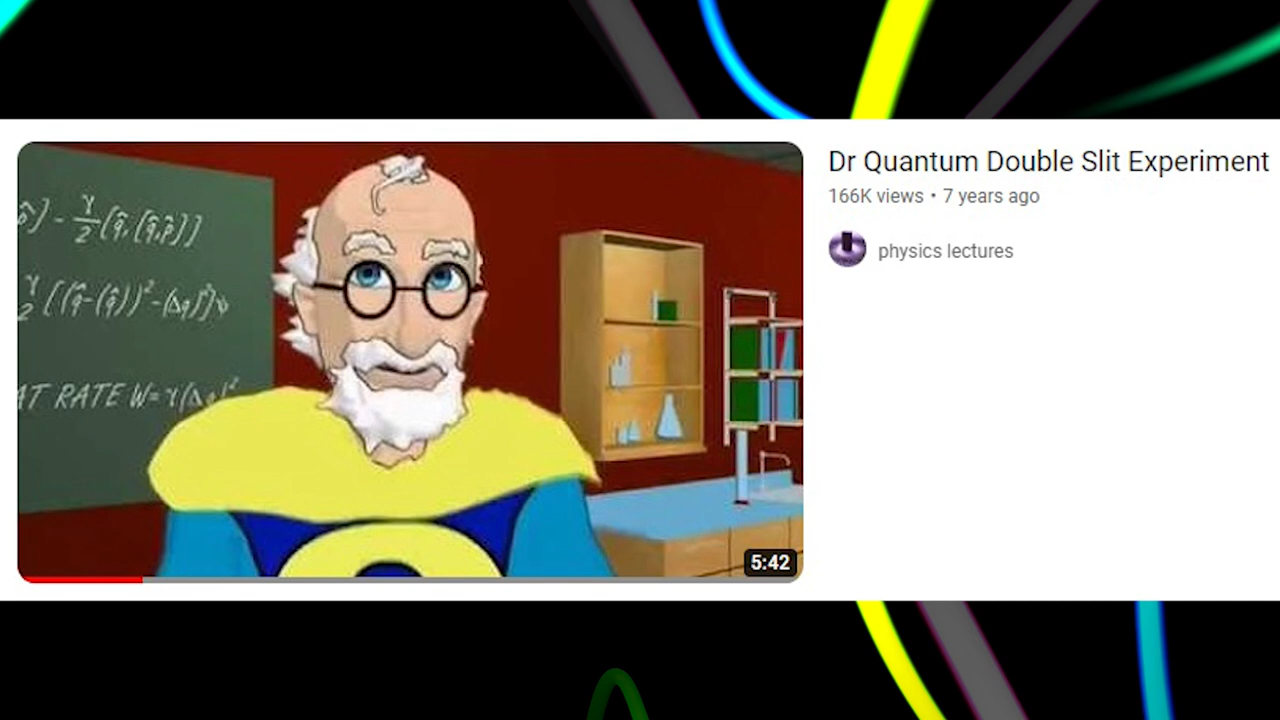 Dr Quantum Double Slit Experiment
166K views • 7 years ago
physics lectures
AT RATE W=
5:42